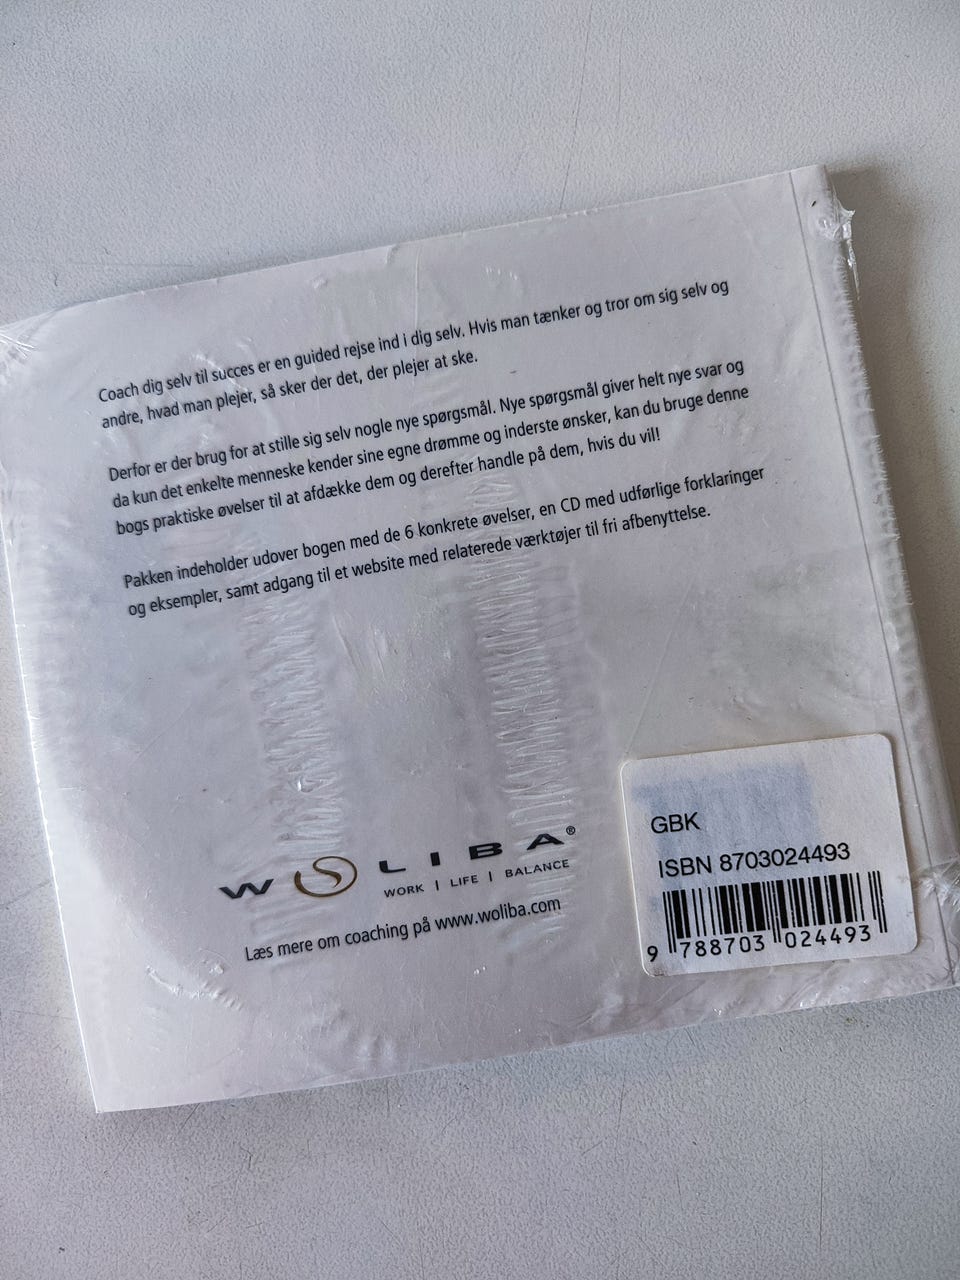 Coach dig selv til succes er en guided rejse ind i dig selv. Hvis man tænker og tror om sig selv og
andre, hvad man plejer, så sker der det, der plejer at ske.
Derfor er der brug for at stille sig selv nogle nye spørgsmål. Nye spørgsmål giver helt nye svar og
da kun det enkelte menneske kender sine egne drømme og inderste ønsker, kan du bruge denne
bogs praktiske øvelser til at afdække dem og derefter handle på dem, hvis du vil!
Pakken indeholder udover bogen med de 6 konkrete øvelser, en CD med udførlige forklaringer
og eksempler, samt adgang til et website med relaterede værktøjer til fri afbenyttelse.
WOLIBA®
WORK | LIFE | BALANCE
Læs mere om coaching på www.woliba.com
GBK
ISBN 8703024493
9 788703 024493